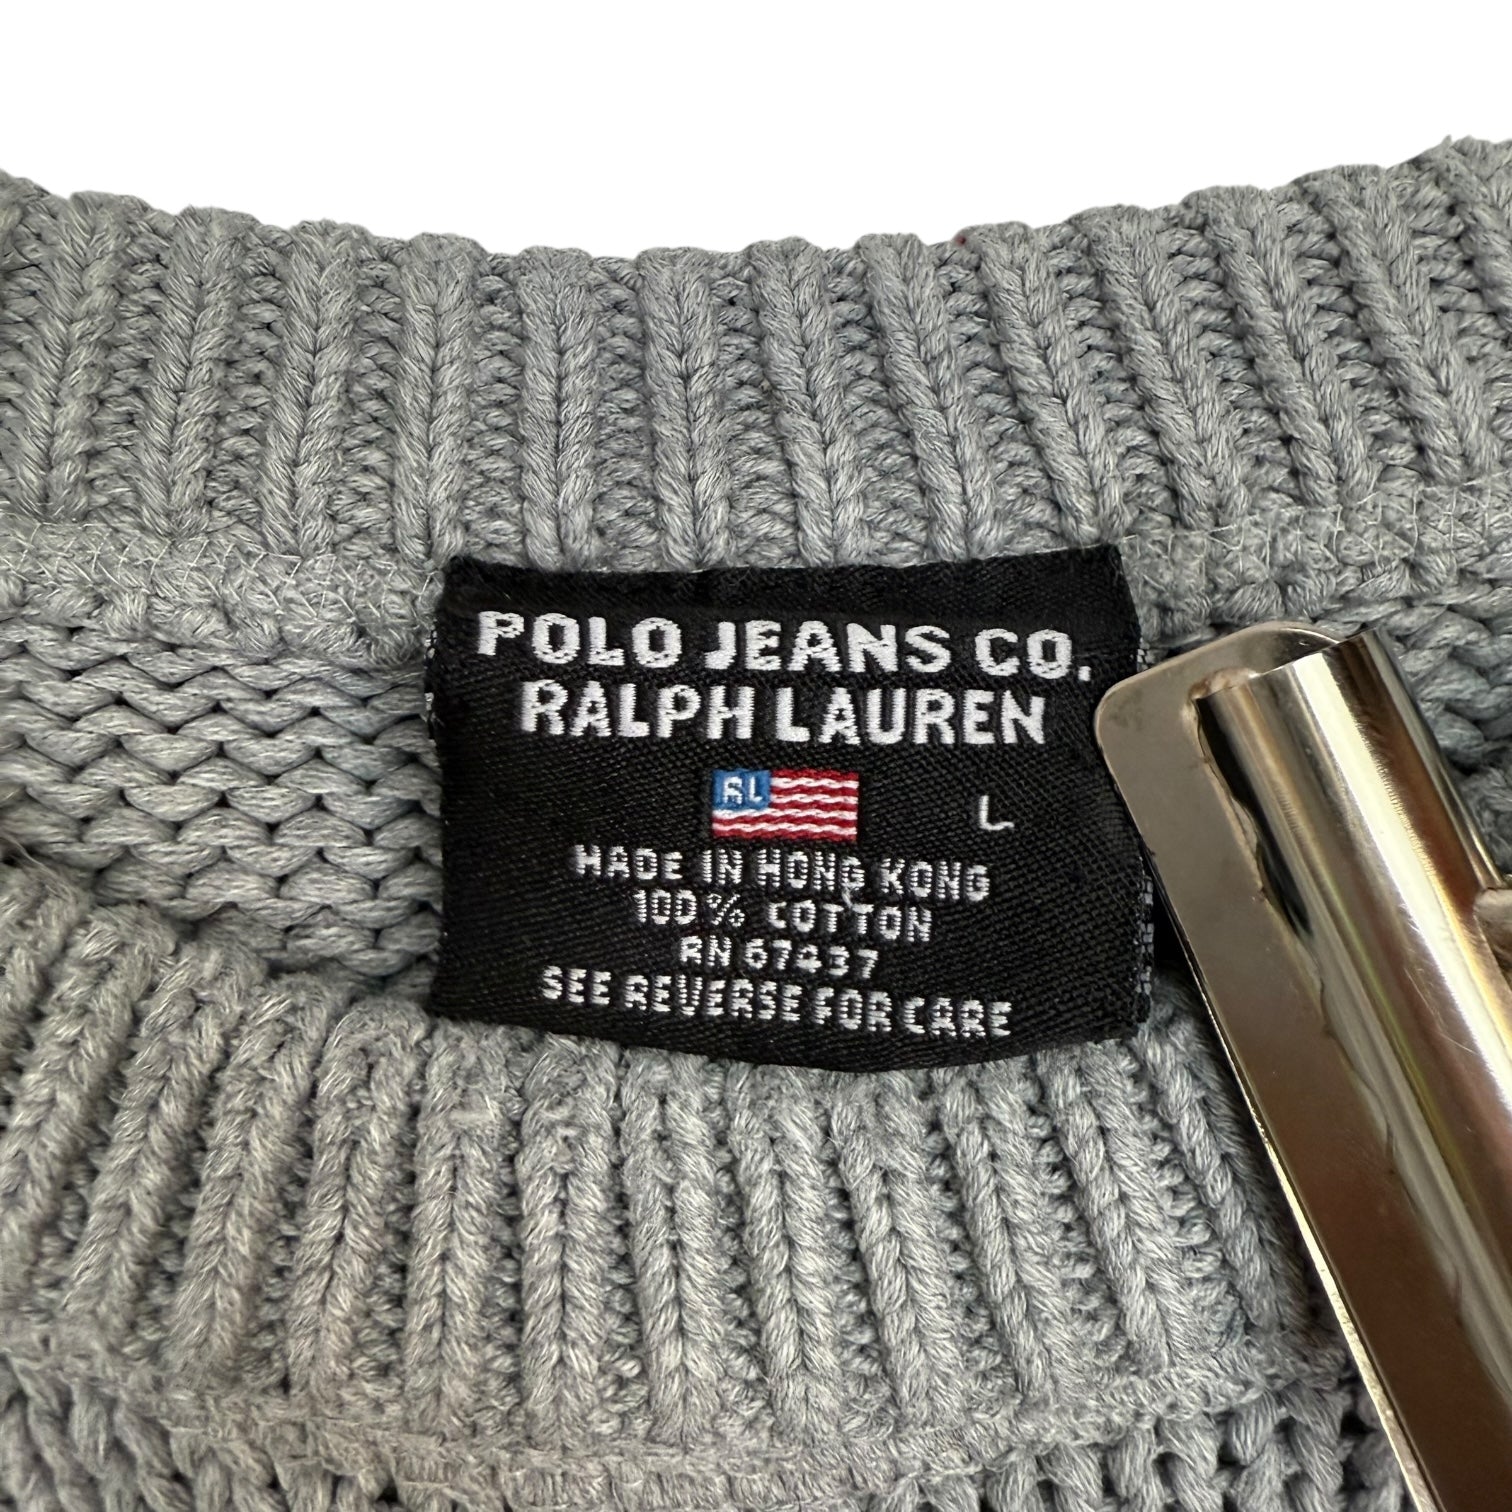 POLO JEANS CO.
RALPH LAUREN
RL
L
MADE IN HONG KONG
100% COTTON
RN 67437
SEE REVERSE FOR CARE